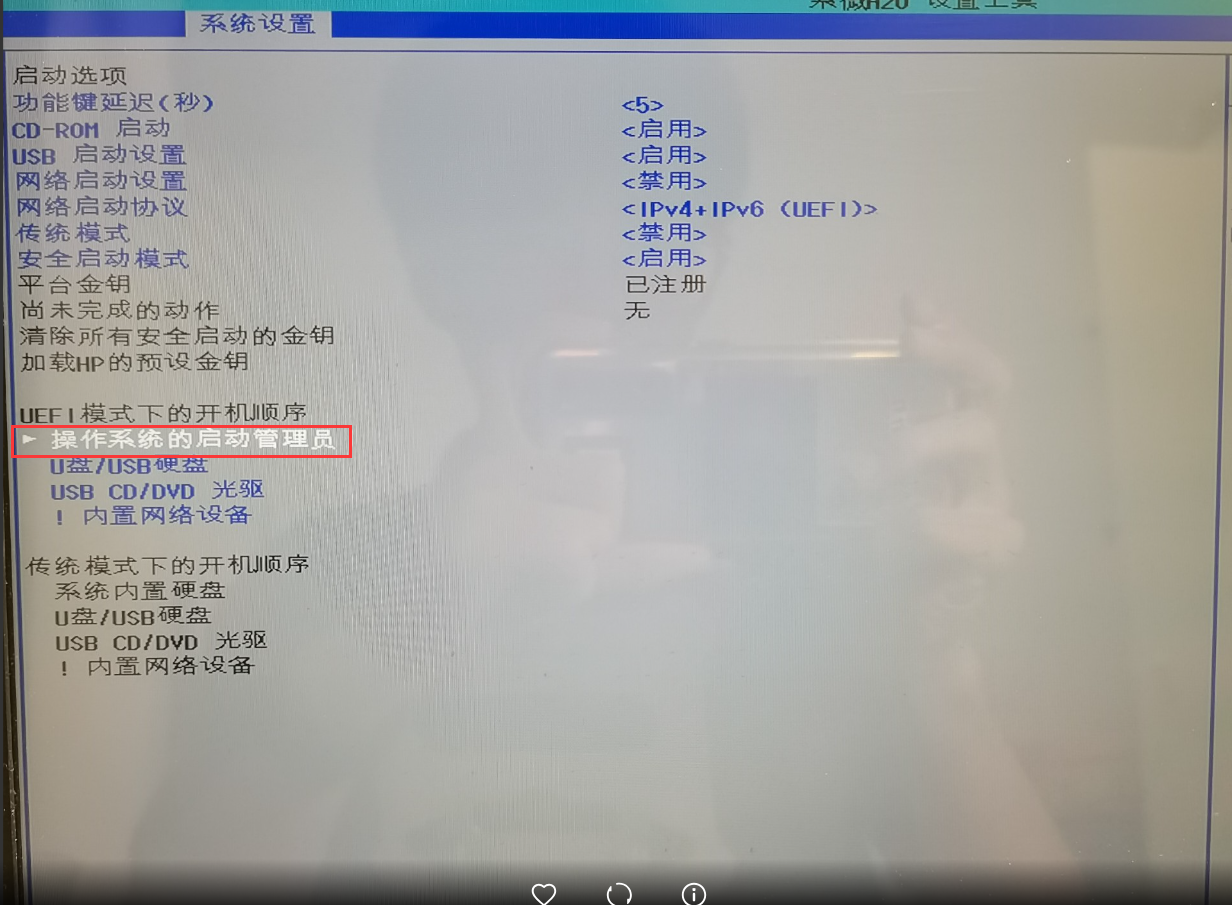 系微H2O 设置工具
系统设置
启动选项
功能键延迟(秒) <5>
CD-ROM 启动 <启用>
USB 启动设置 <启用>
网络启动设置 <禁用>
网络启动协议 <IPv4+IPv6 (UEFI)>
传统模式 <禁用>
安全启动模式 <启用>
平台金钥 已注册
尚未完成的动作 无
清除所有安全启动的金钥
加载HP的预设金钥
UEFI模式下的开机顺序
► 操作系统的启动管理员
U盘/USB硬盘
USB CD/DVD 光驱
! 内置网络设备
传统模式下的开机顺序
系统内置硬盘
U盘/USB硬盘
USB CD/DVD 光驱
! 内置网络设备